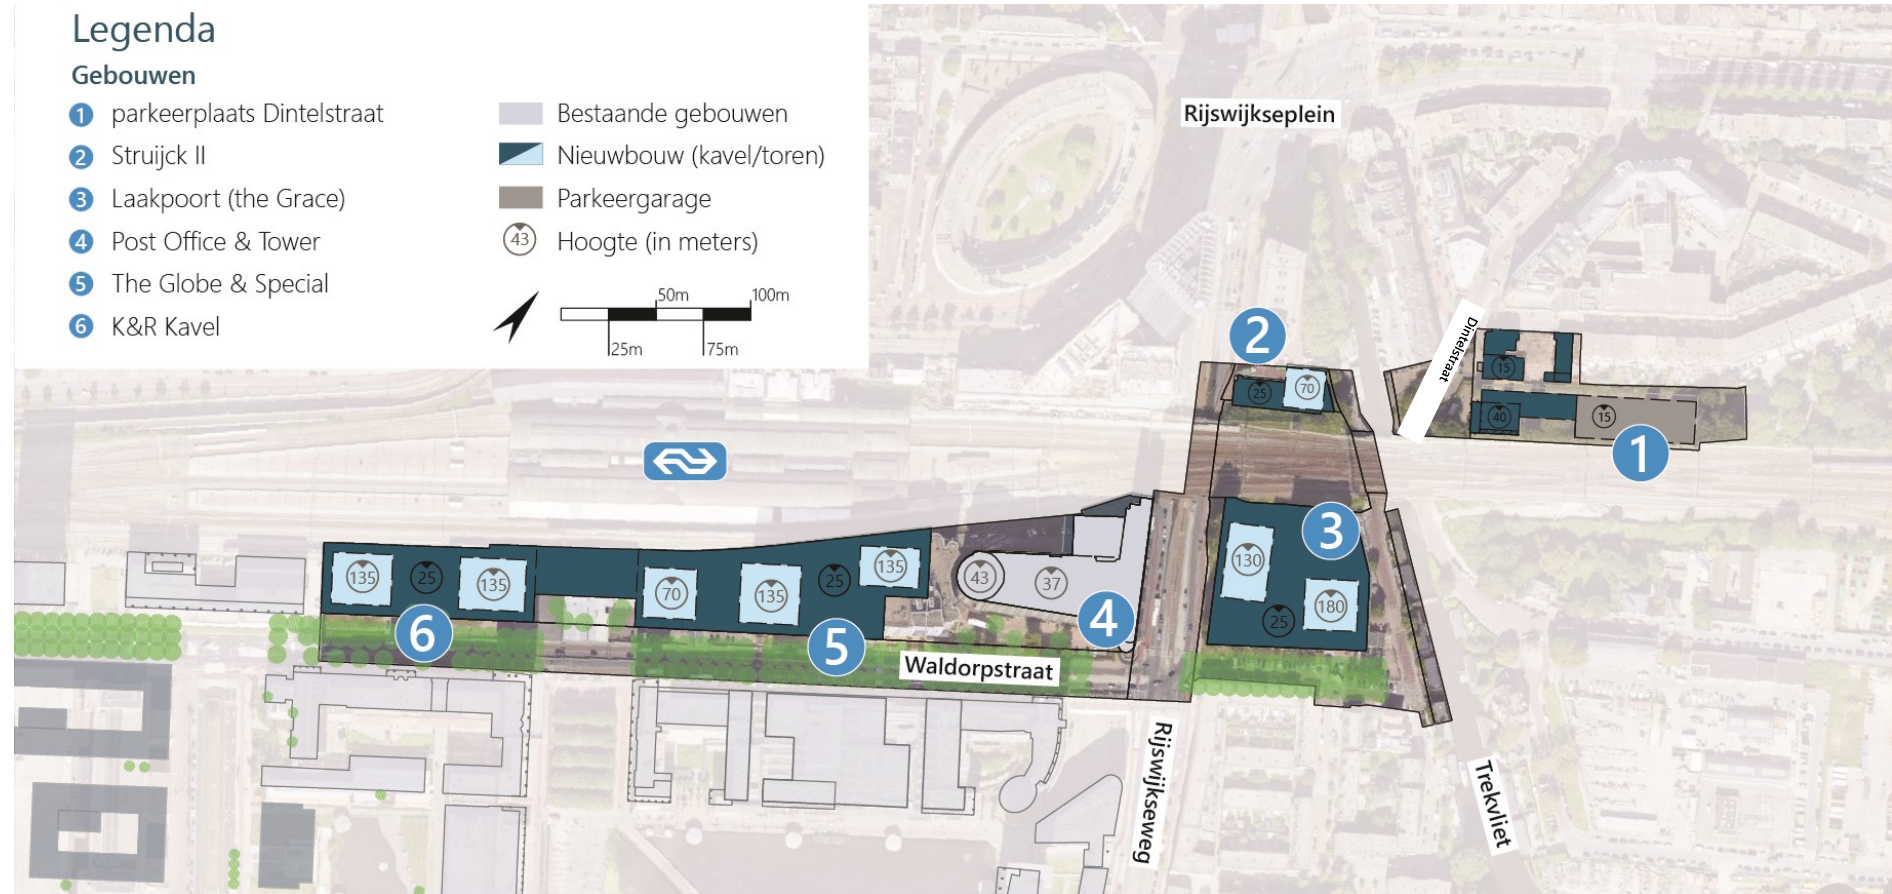 Legenda
Gebouwen
1 parkeerplaats Dintelstraat
2 Struijck II
3 Laakpoort (the Grace)
4 Post Office & Tower
5 The Globe & Special
6 K&R Kavel
Bestaande gebouwen
Nieuwbouw (kavel/toren)
Parkeergarage
43 Hoogte (in meters)
50m 100m
25m 75m
Rijswijkseplein
Dintelstraat
2
25 70
15
40 15
1
3
130
180
25
135 25 135
70 135 25 135
43 37
4
5
6
Waldorpstraat
Rijswijkseweg
Trekvliet